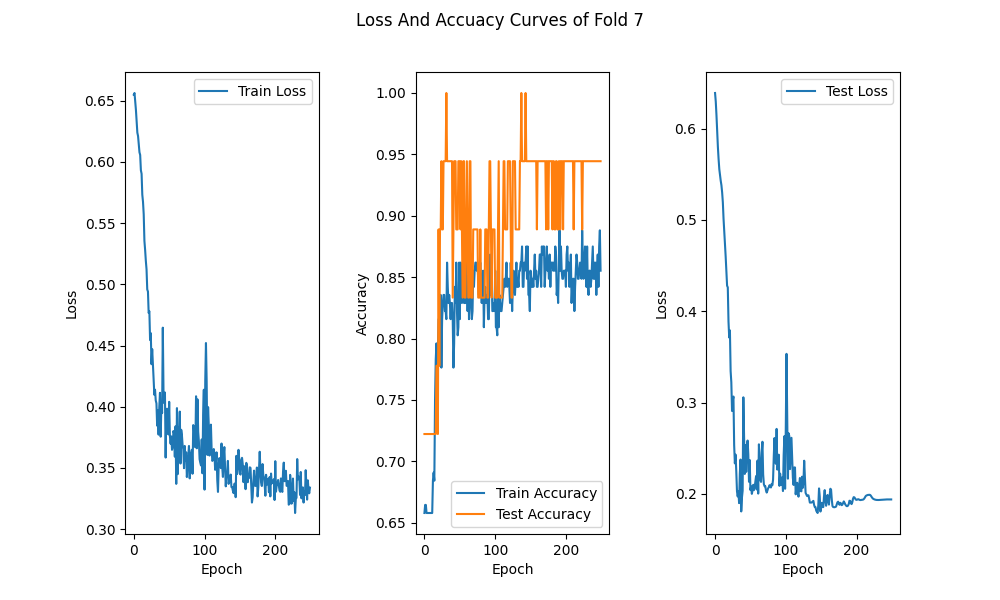 Loss And Accuacy Curves of Fold 7
Train Loss
0.65
0.60
0.55
0.50
0.45
0.40
0.35
0.30
Loss
0 100 200
Epoch
1.00
0.95
0.90
0.85
0.80
0.75
0.70
0.65
Accuracy
Train Accuracy
Test Accuracy
0 100 200
Epoch
Test Loss
0.6
0.5
0.4
0.3
0.2
Loss
0 100 200
Epoch